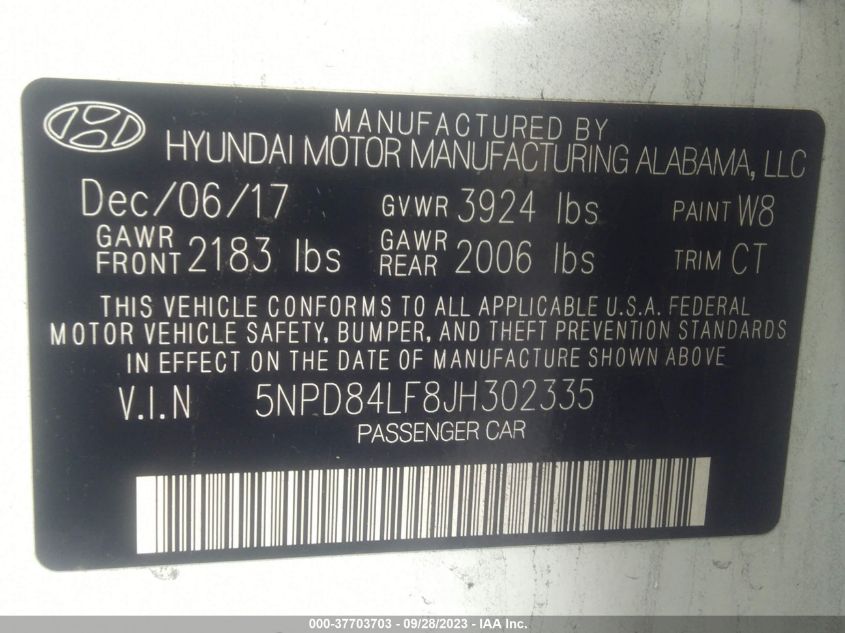 MANUFACTURED BY
HYUNDAI MOTOR MANUFACTURING ALABAMA, LLC
Dec/06/17 GVWR 3924 lbs PAINT W8
GAWR FRONT 2183 lbs GAWR REAR 2006 lbs TRIM CT
THIS VEHICLE CONFORMS TO ALL APPLICABLE U.S.A. FEDERAL
MOTOR VEHICLE SAFETY, BUMPER, AND THEFT PREVENTION STANDARDS
IN EFFECT ON THE DATE OF MANUFACTURE SHOWN ABOVE
V.I.N 5NPD84LF8JH302335
PASSENGER CAR
000-37703703 - 09/28/2023 - IAA Inc.